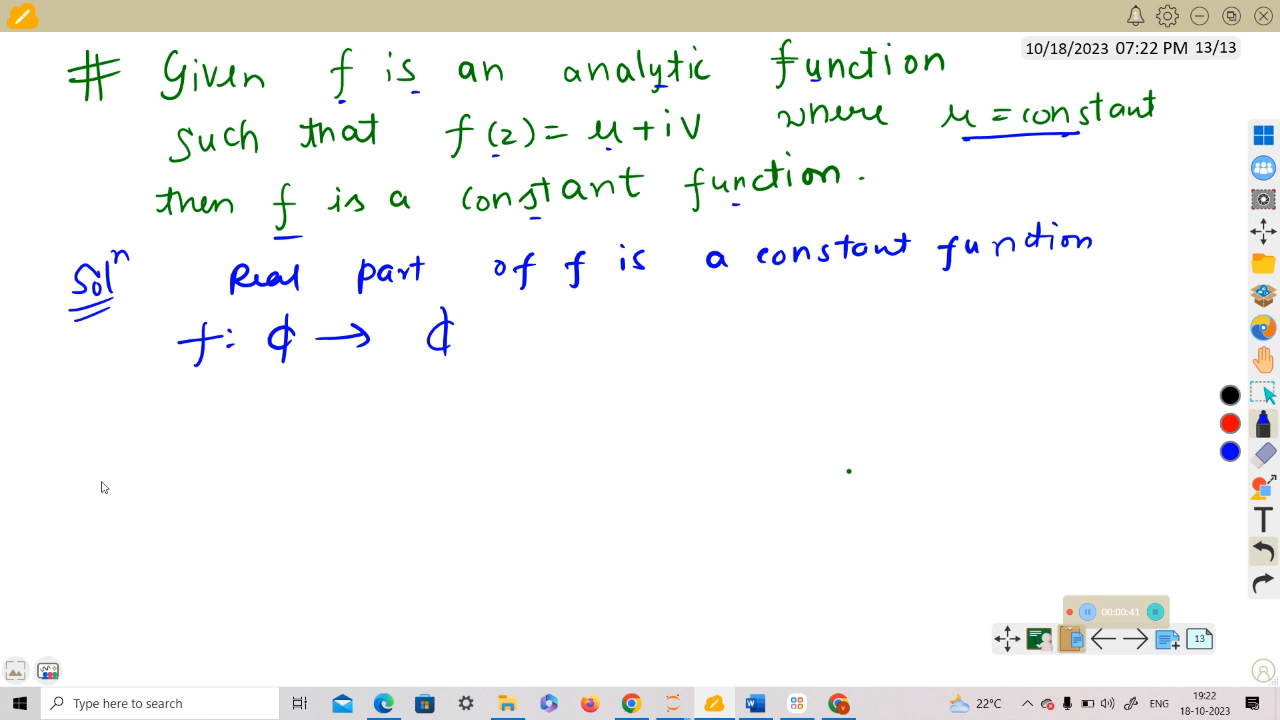 10/18/2023 07:22 PM 13/13
# Given f is an analytic function
such that f(z) = u + iv where u = constant
then f is a constant function.
Solⁿ Real part of f is a constant function
f: ₵ → ₵
00:00:41
13
Type here to search
22°C
ENG
19:22
18-10-2023